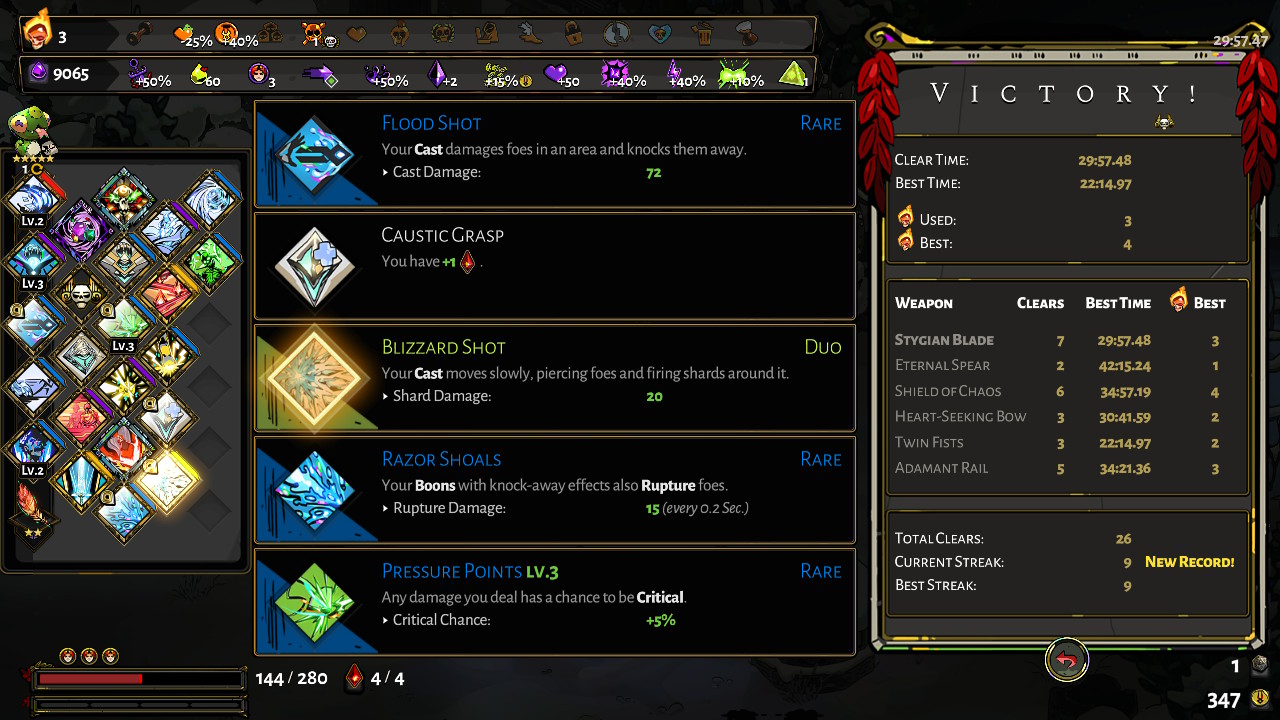 3
-25%
+40%
1
29:57.47
9065
+50%
-60
3
+50%
+2
+15%
+50
+40%
+40%
+10%
1
VICTORY!
1
Lv.2
Lv.3
Lv.3
Lv.2
FLOOD SHOT RARE
Your Cast damages foes in an area and knocks them away.
‣ Cast Damage: 72
CAUSTIC GRASP
You have +1 .
BLIZZARD SHOT DUO
Your Cast moves slowly, piercing foes and firing shards around it.
‣ Shard Damage: 20
RAZOR SHOALS RARE
Your Boons with knock-away effects also Rupture foes.
‣ Rupture Damage: 15 (every 0.2 Sec.)
PRESSURE POINTS LV.3 RARE
Any damage you deal has a chance to be Critical.
‣ Critical Chance: +5%
144 / 280 4 / 4
CLEAR TIME: 29:57.48
BEST TIME: 22:14.97
USED: 3
BEST: 4
WEAPON CLEARS BEST TIME BEST
STYGIAN BLADE 7 29:57.48 3
ETERNAL SPEAR 2 42:15.24 1
SHIELD OF CHAOS 6 34:57.19 4
HEART-SEEKING BOW 3 30:41.59 2
TWIN FISTS 3 22:14.97 2
ADAMANT RAIL 5 34:21.36 3
TOTAL CLEARS: 26
CURRENT STREAK: 9 NEW RECORD!
BEST STREAK: 9
1
347